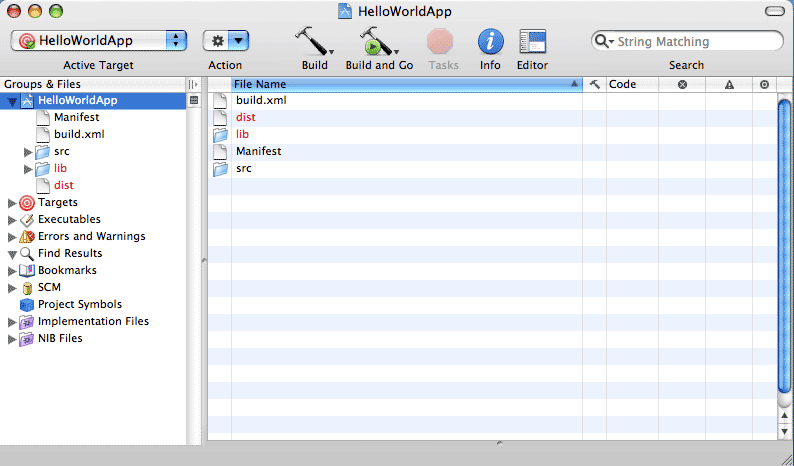 HelloWorldApp
HelloWorldApp
String Matching
Active Target
Action
Build
Build and Go
Tasks
Info
Editor
Search
Groups & Files
File Name
Code
HelloWorldApp
Manifest
build.xml
src
lib
dist
Targets
Executables
Errors and Warnings
Find Results
Bookmarks
SCM
Project Symbols
Implementation Files
NIB Files
build.xml
dist
lib
Manifest
src